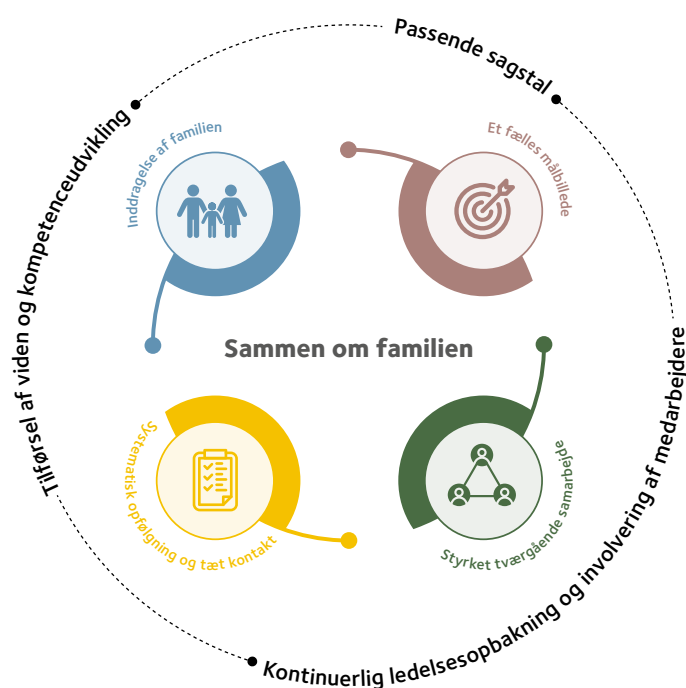 Passende sagstal
Tilførsel af viden og kompetenceudvikling
Inddragelse af familien
Et fælles målbillede
Sammen om familien
Systematisk opfølgning og tæt kontakt
Styrket tværgående samarbejde
Kontinuerlig ledelsesopbakning og involvering af medarbejdere